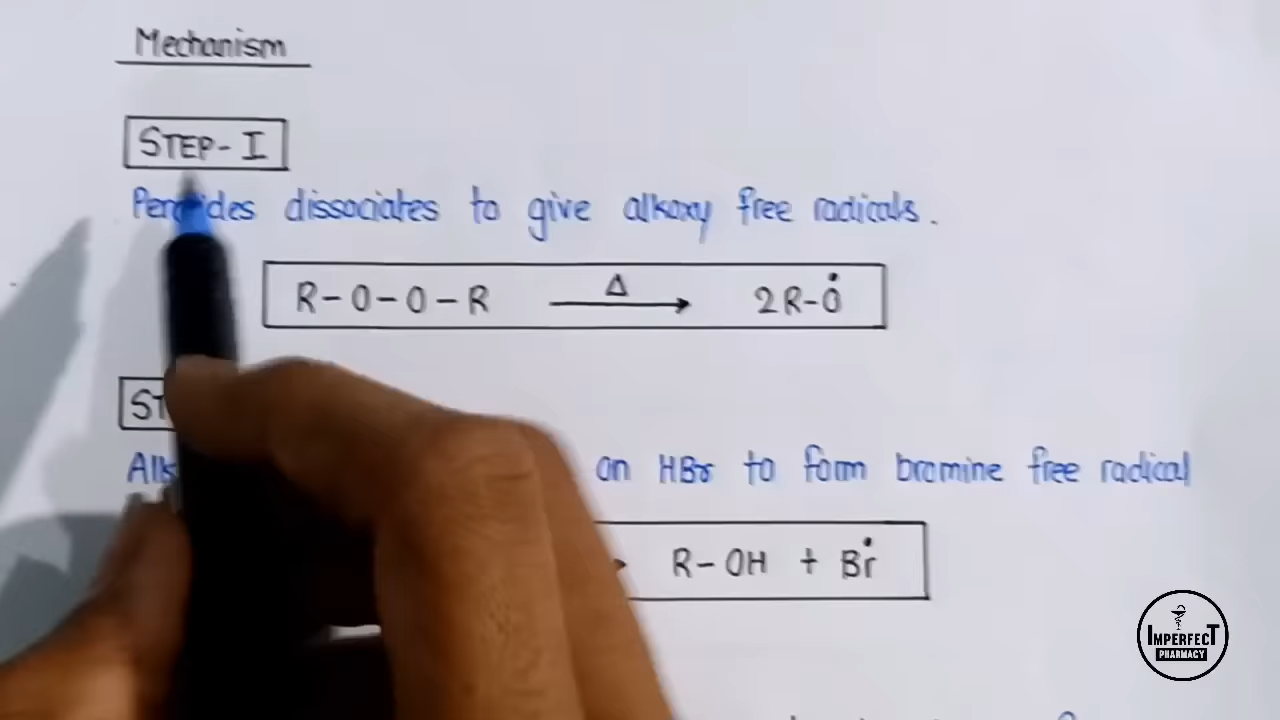 Mechanism
STEP-I
dissociates to give alkoxy free radicals.
R-O-O-R Δ → 2R-Ȯ
on HBr to form bromine free radical
R-OH + Bṙ
IMPERFECT
PHARMACY